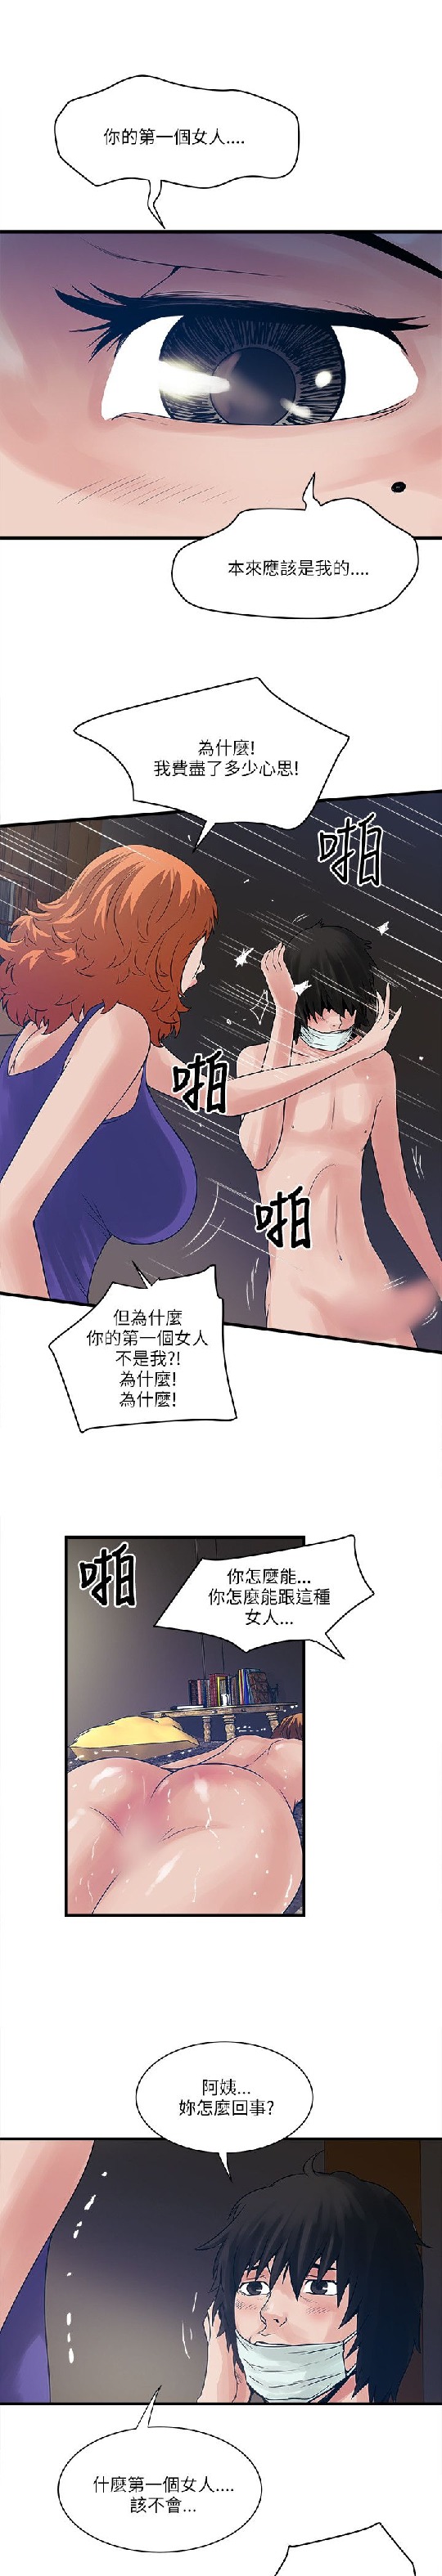 你的第一個女人....
本來應該是我的....
為什麼!
我費盡了多少心思!
啪
啪
啪
但為什麼
你的第一個女人
不是我?!
為什麼!
為什麼!
啪
你怎麼能...
你怎麼能跟這種
女人...
阿姨...
妳怎麼回事?
什麼第一個女人....
該不會...